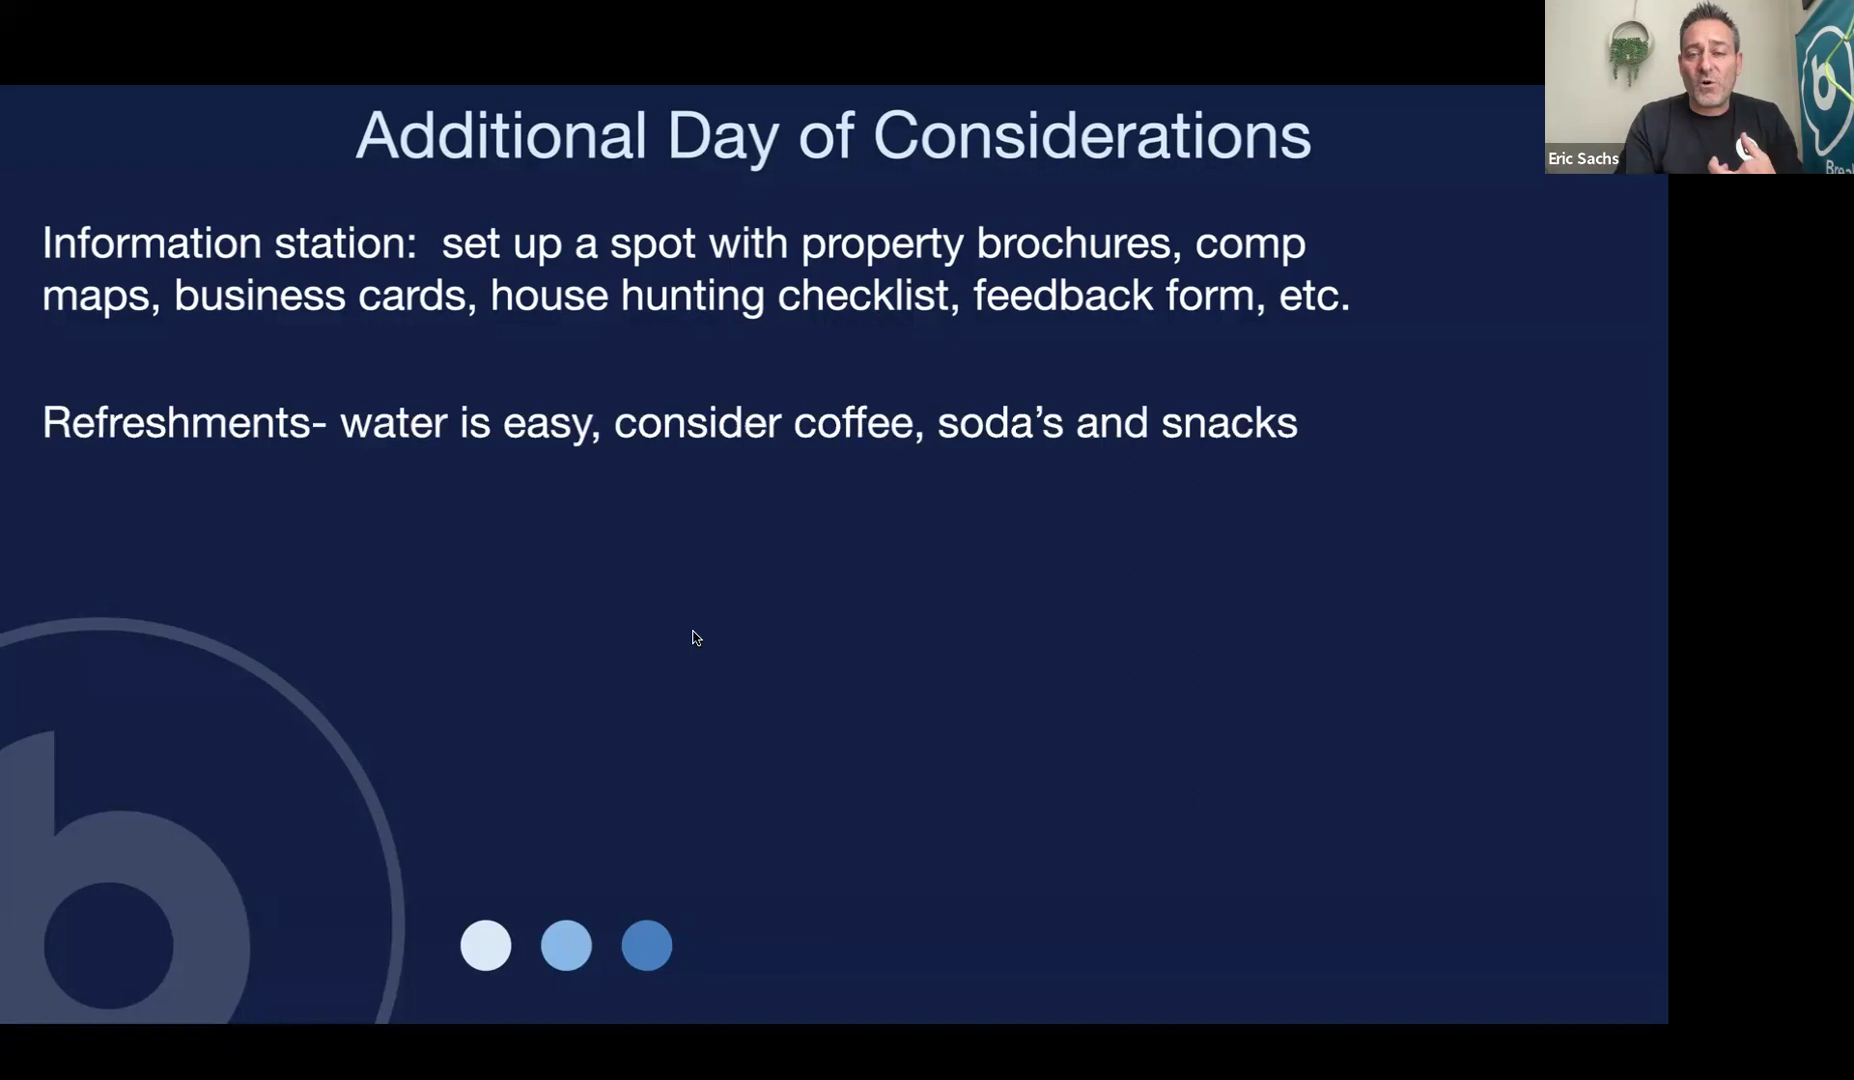 Additional Day of Considerations
Information station:  set up a spot with property brochures, comp
maps, business cards, house hunting checklist, feedback form, etc.
Refreshments- water is easy, consider coffee, soda’s and snacks
Eric Sachs
b
b